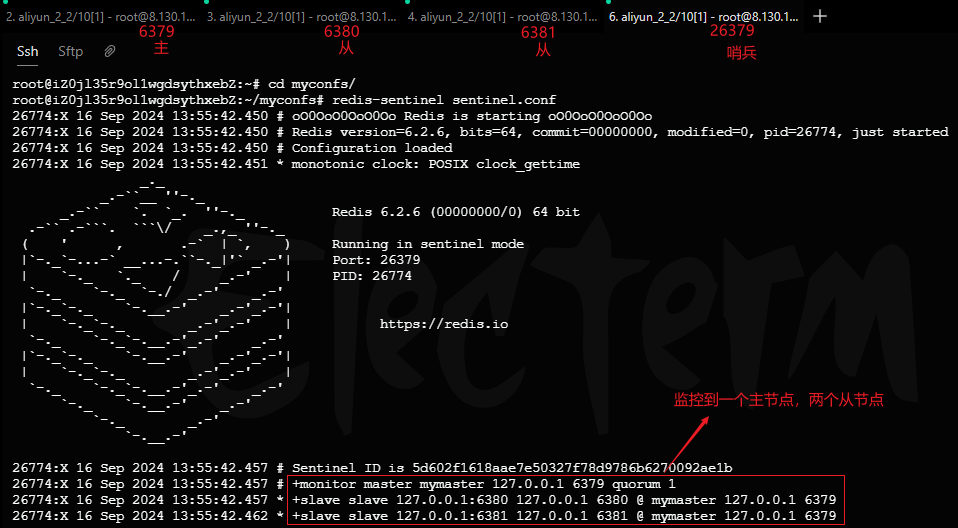 2. aliyun_2_2/10[1] - root@8.130.1... 3. aliyun_2_2/10[1] - root@8.130.1... 4. aliyun_2_2/10[1] - root@8.130.1... 6. aliyun_2_2/10[1] - root@8.130.1...
6379 6380 6381 26379
主 从 从 哨兵
Ssh Sftp
root@iZ0jl35r9ol1wgdsythxebZ:~# cd myconfs/
root@iZ0jl35r9ol1wgdsythxebZ:~/myconfs# redis-sentinel sentinel.conf
26774:X 16 Sep 2024 13:55:42.450 # oO0OoO0OoO0Oo Redis is starting oO0OoO0OoO0Oo
26774:X 16 Sep 2024 13:55:42.450 # Redis version=6.2.6, bits=64, commit=00000000, modified=0, pid=26774, just started
26774:X 16 Sep 2024 13:55:42.450 # Configuration loaded
26774:X 16 Sep 2024 13:55:42.451 * monotonic clock: POSIX clock_gettime
Redis 6.2.6 (00000000/0) 64 bit
Running in sentinel mode
Port: 26379
PID: 26774
https://redis.io
Electerm
监控到一个主节点，两个从节点
26774:X 16 Sep 2024 13:55:42.457 # Sentinel ID is 5d602f1618aae7e50327f78d9786b6270092ae1b
26774:X 16 Sep 2024 13:55:42.457 # +monitor master mymaster 127.0.0.1 6379 quorum 1
26774:X 16 Sep 2024 13:55:42.457 * +slave slave 127.0.0.1:6380 127.0.0.1 6380 @ mymaster 127.0.0.1 6379
26774:X 16 Sep 2024 13:55:42.462 * +slave slave 127.0.0.1:6381 127.0.0.1 6381 @ mymaster 127.0.0.1 6379